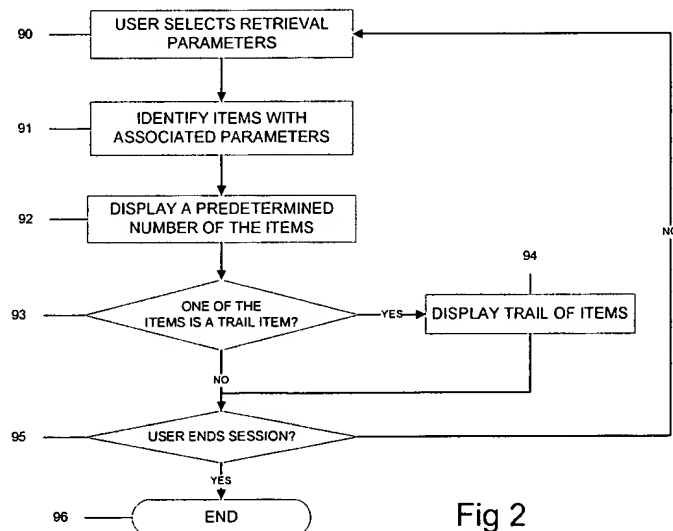 90
USER SELECTS RETRIEVAL
PARAMETERS
91
IDENTIFY ITEMS WITH
ASSOCIATED PARAMETERS
92
DISPLAY A PREDETERMINED
NUMBER OF THE ITEMS
NO
94
93
ONE OF THE
ITEMS IS A TRAIL ITEM?
YES
DISPLAY TRAIL OF ITEMS
NO
95
USER ENDS SESSION?
YES
96
END
Fig 2